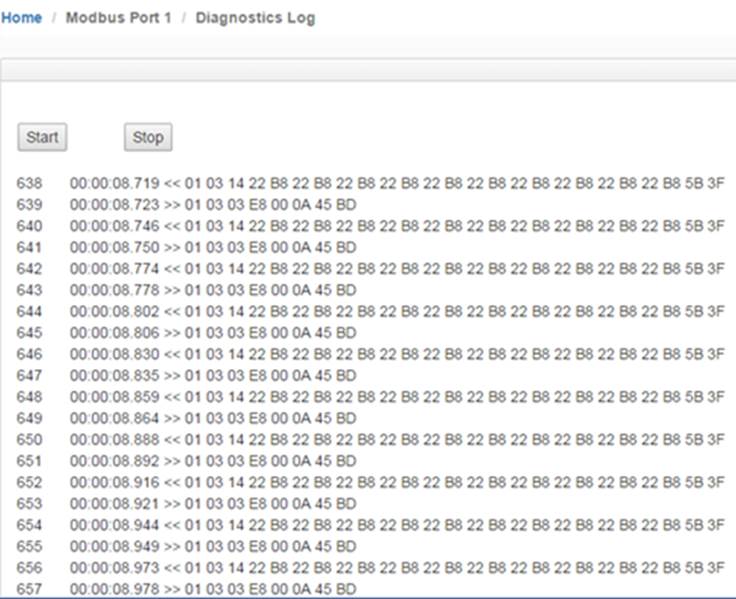 Home / Modbus Port 1 / Diagnostics Log
Start Stop
638 00:00:08.719 << 01 03 14 22 B8 22 B8 22 B8 22 B8 22 B8 22 B8 22 B8 22 B8 22 B8 22 B8 5B 3F
639 00:00:08.723 >> 01 03 03 E8 00 0A 45 BD
640 00:00:08.746 << 01 03 14 22 B8 22 B8 22 B8 22 B8 22 B8 22 B8 22 B8 22 B8 22 B8 22 B8 5B 3F
641 00:00:08.750 >> 01 03 03 E8 00 0A 45 BD
642 00:00:08.774 << 01 03 14 22 B8 22 B8 22 B8 22 B8 22 B8 22 B8 22 B8 22 B8 22 B8 22 B8 5B 3F
643 00:00:08.778 >> 01 03 03 E8 00 0A 45 BD
644 00:00:08.802 << 01 03 14 22 B8 22 B8 22 B8 22 B8 22 B8 22 B8 22 B8 22 B8 22 B8 22 B8 5B 3F
645 00:00:08.806 >> 01 03 03 E8 00 0A 45 BD
646 00:00:08.830 << 01 03 14 22 B8 22 B8 22 B8 22 B8 22 B8 22 B8 22 B8 22 B8 22 B8 22 B8 5B 3F
647 00:00:08.835 >> 01 03 03 E8 00 0A 45 BD
648 00:00:08.859 << 01 03 14 22 B8 22 B8 22 B8 22 B8 22 B8 22 B8 22 B8 22 B8 22 B8 22 B8 5B 3F
649 00:00:08.864 >> 01 03 03 E8 00 0A 45 BD
650 00:00:08.888 << 01 03 14 22 B8 22 B8 22 B8 22 B8 22 B8 22 B8 22 B8 22 B8 22 B8 22 B8 5B 3F
651 00:00:08.892 >> 01 03 03 E8 00 0A 45 BD
652 00:00:08.916 << 01 03 14 22 B8 22 B8 22 B8 22 B8 22 B8 22 B8 22 B8 22 B8 22 B8 22 B8 5B 3F
653 00:00:08.921 >> 01 03 03 E8 00 0A 45 BD
654 00:00:08.944 << 01 03 14 22 B8 22 B8 22 B8 22 B8 22 B8 22 B8 22 B8 22 B8 22 B8 22 B8 5B 3F
655 00:00:08.949 >> 01 03 03 E8 00 0A 45 BD
656 00:00:08.973 << 01 03 14 22 B8 22 B8 22 B8 22 B8 22 B8 22 B8 22 B8 22 B8 22 B8 22 B8 5B 3F
657 00:00:08.978 >> 01 03 03 E8 00 0A 45 BD